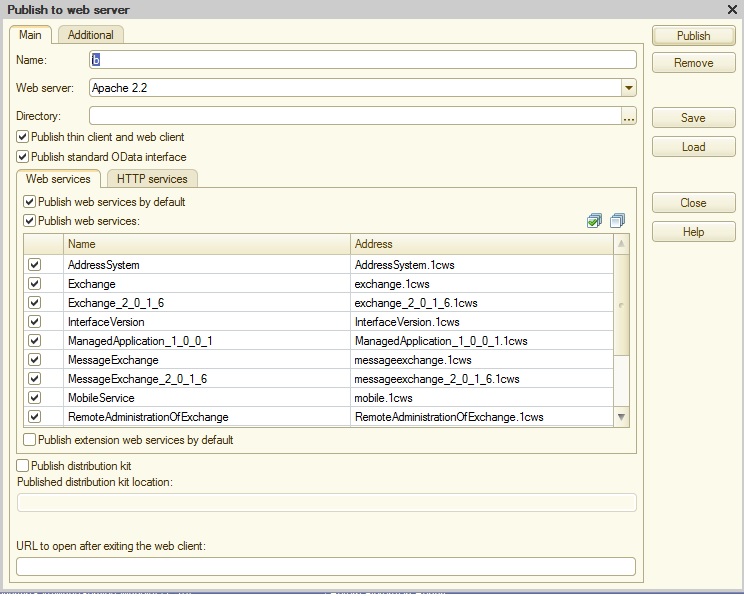 Publish to web server
Main Additional
Name: b
Web server: Apache 2.2
Directory: ...
Publish thin client and web client
Publish standard OData interface
Web services HTTP services
Publish web services by default
Publish web services:
Name Address
AddressSystem AddressSystem.1cws
Exchange exchange.1cws
Exchange_2_0_1_6 exchange_2_0_1_6.1cws
InterfaceVersion InterfaceVersion.1cws
ManagedApplication_1_0_0_1 ManagedApplication_1_0_0_1.1cws
MessageExchange messageexchange.1cws
MessageExchange_2_0_1_6 messageexchange_2_0_1_6.1cws
MobileService mobile.1cws
RemoteAdministrationOfExchange RemoteAdministrationOfExchange.1cws
Publish extension web services by default
Publish distribution kit
Published distribution kit location:
URL to open after exiting the web client:
Publish
Remove
Save
Load
Close
Help